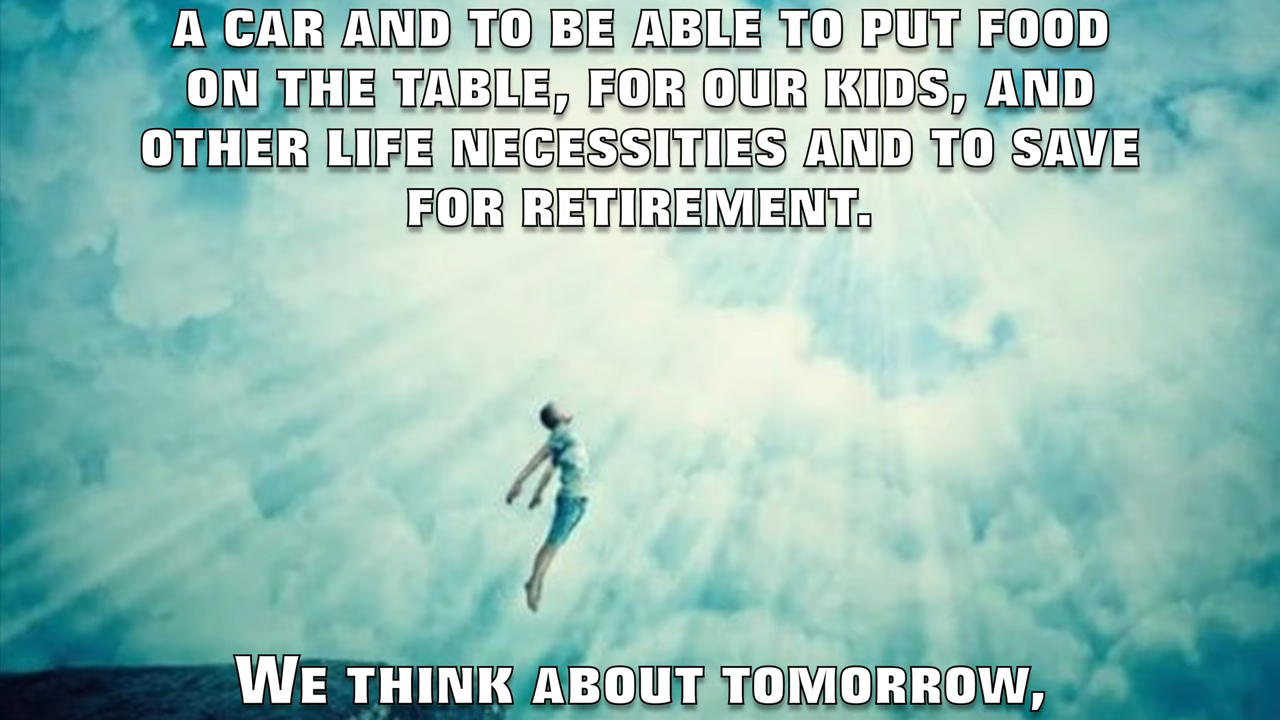 A CAR AND TO BE ABLE TO PUT FOOD
ON THE TABLE, FOR OUR KIDS, AND
OTHER LIFE NECESSITIES AND TO SAVE
FOR RETIREMENT.
WE THINK ABOUT TOMORROW,